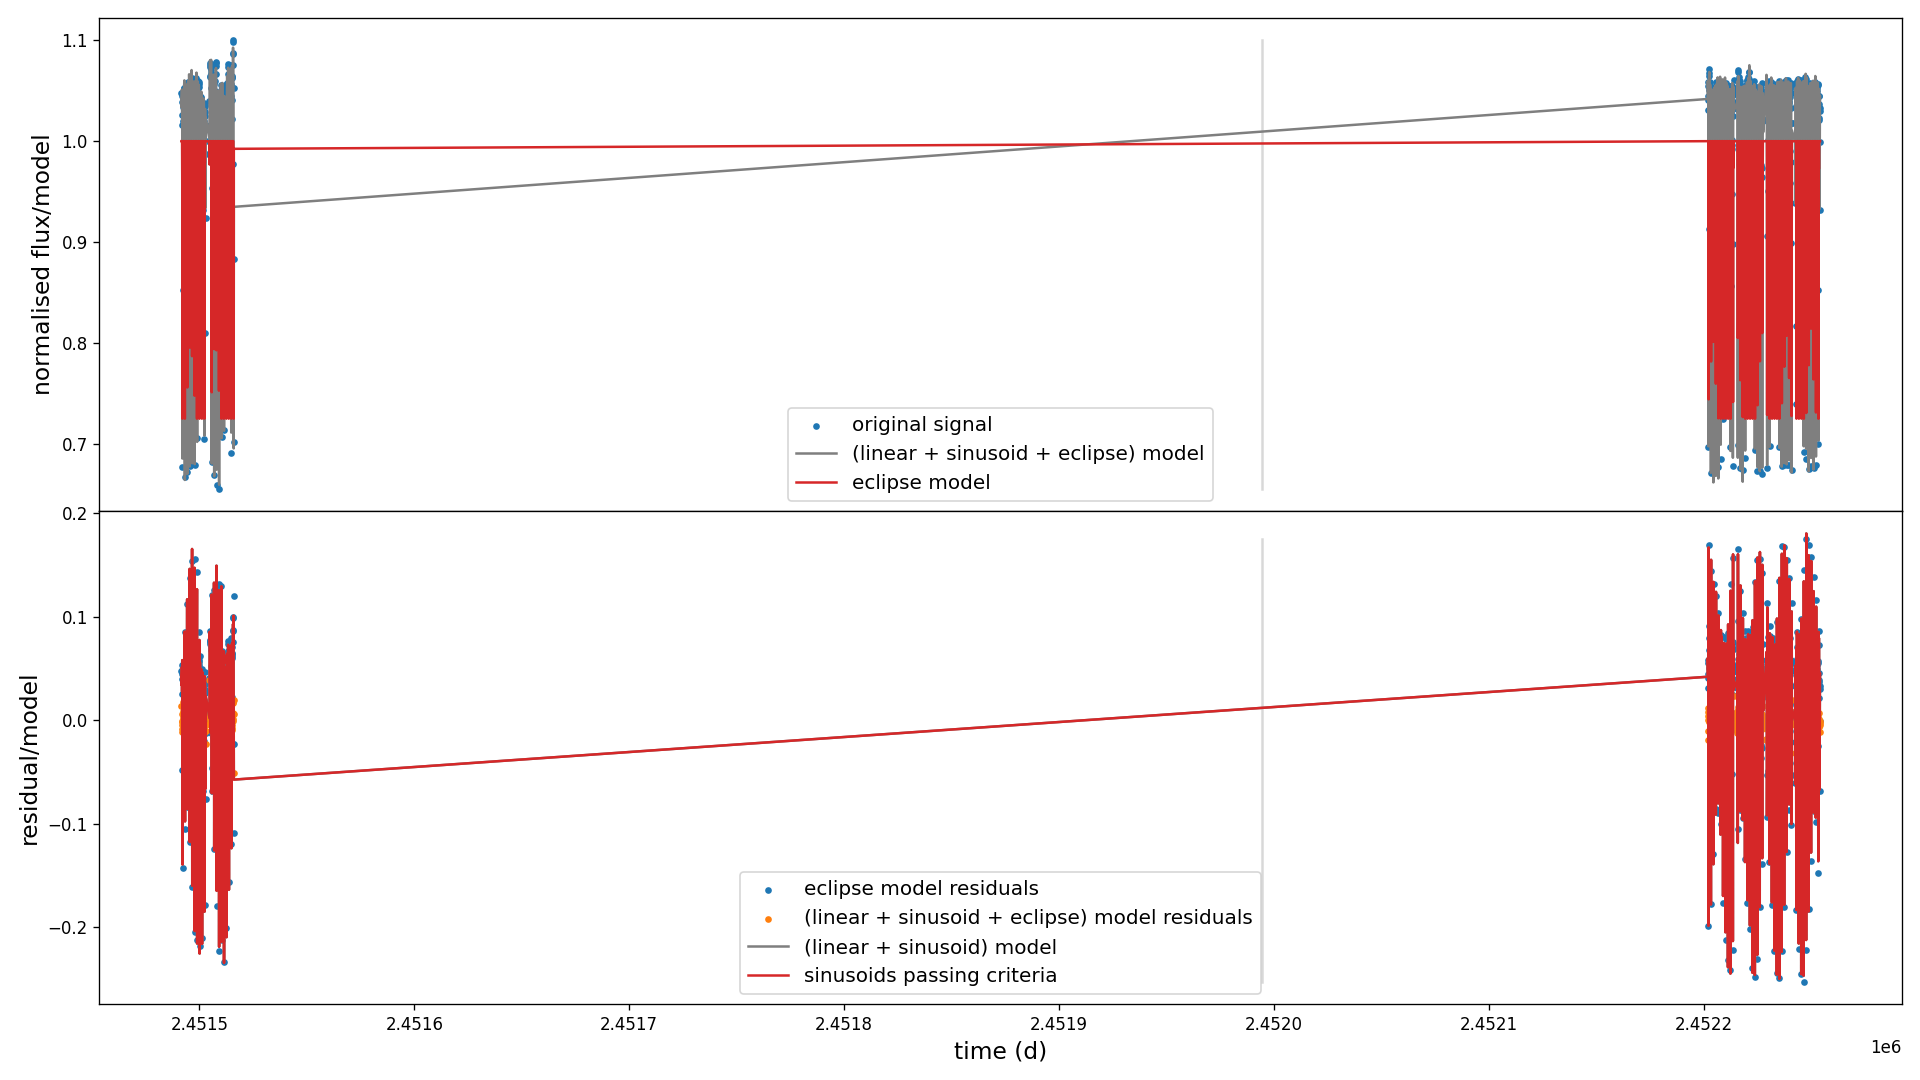 1.1
1.0
0.9
0.8
0.7
normalised flux/model
original signal
(linear + sinusoid + eclipse) model
eclipse model
0.2
0.1
0.0
−0.1
−0.2
residual/model
eclipse model residuals
(linear + sinusoid + eclipse) model residuals
(linear + sinusoid) model
sinusoids passing criteria
2.4515 2.4516 2.4517 2.4518 2.4519 2.4520 2.4521 2.4522
1e6
time (d)